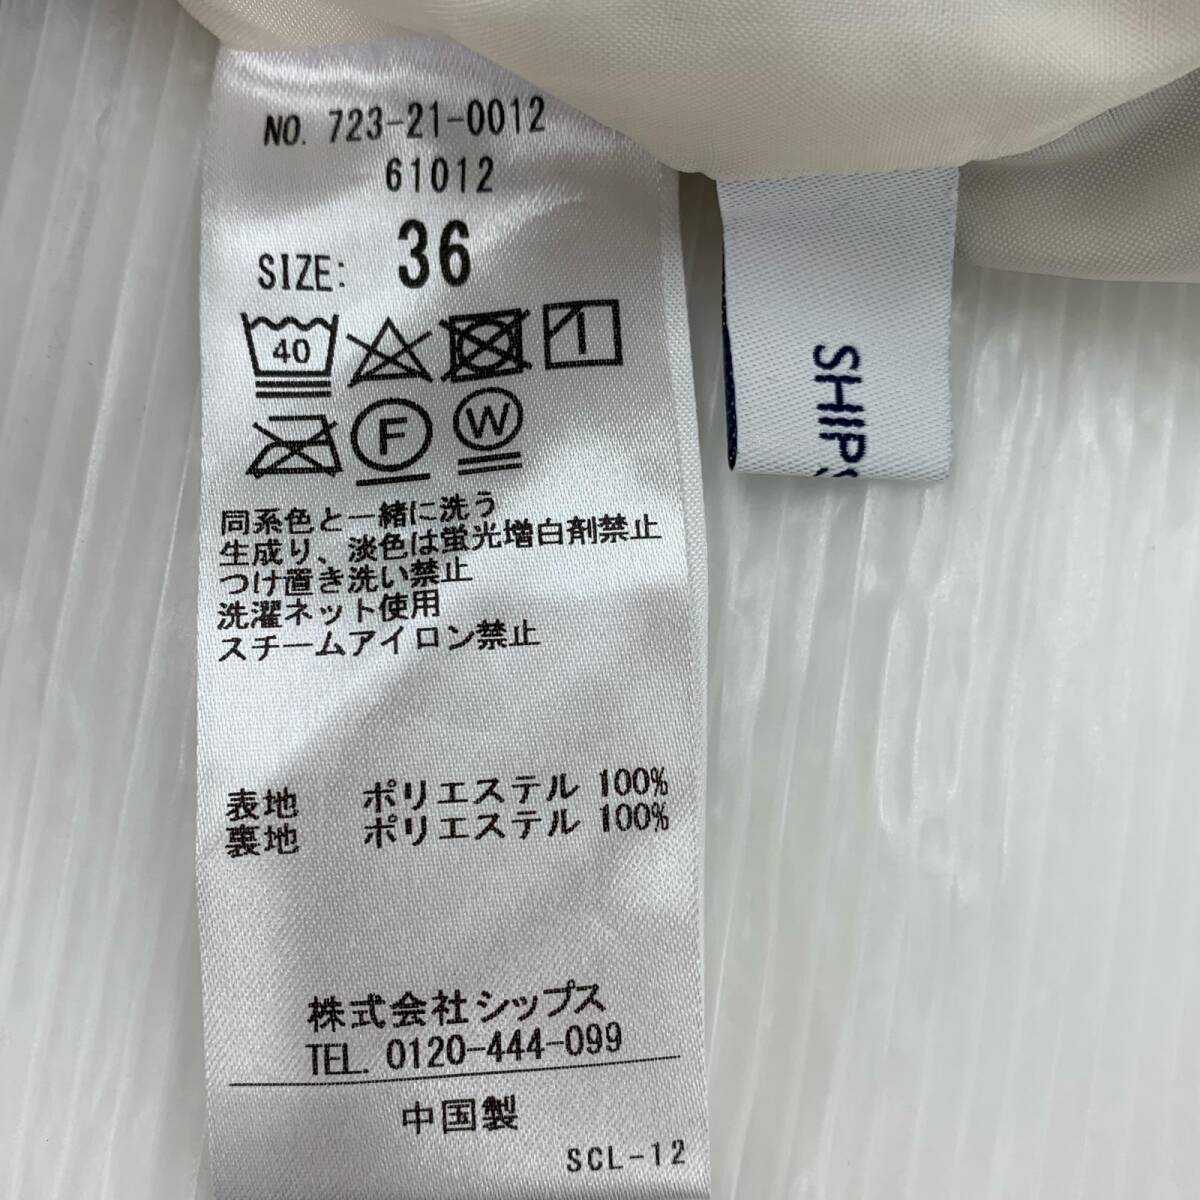 NO. 723-21-0012
61012
SIZE: 36
40
F W
同系色と一緒に洗う
生成り、淡色は蛍光増白剤禁止
つけ置き洗い禁止
洗濯ネット使用
スチームアイロン禁止
表地 ポリエステル 100%
裏地 ポリエステル 100%
株式会社シップス
TEL. 0120-444-099
中国製
SCL-12
SHIPS